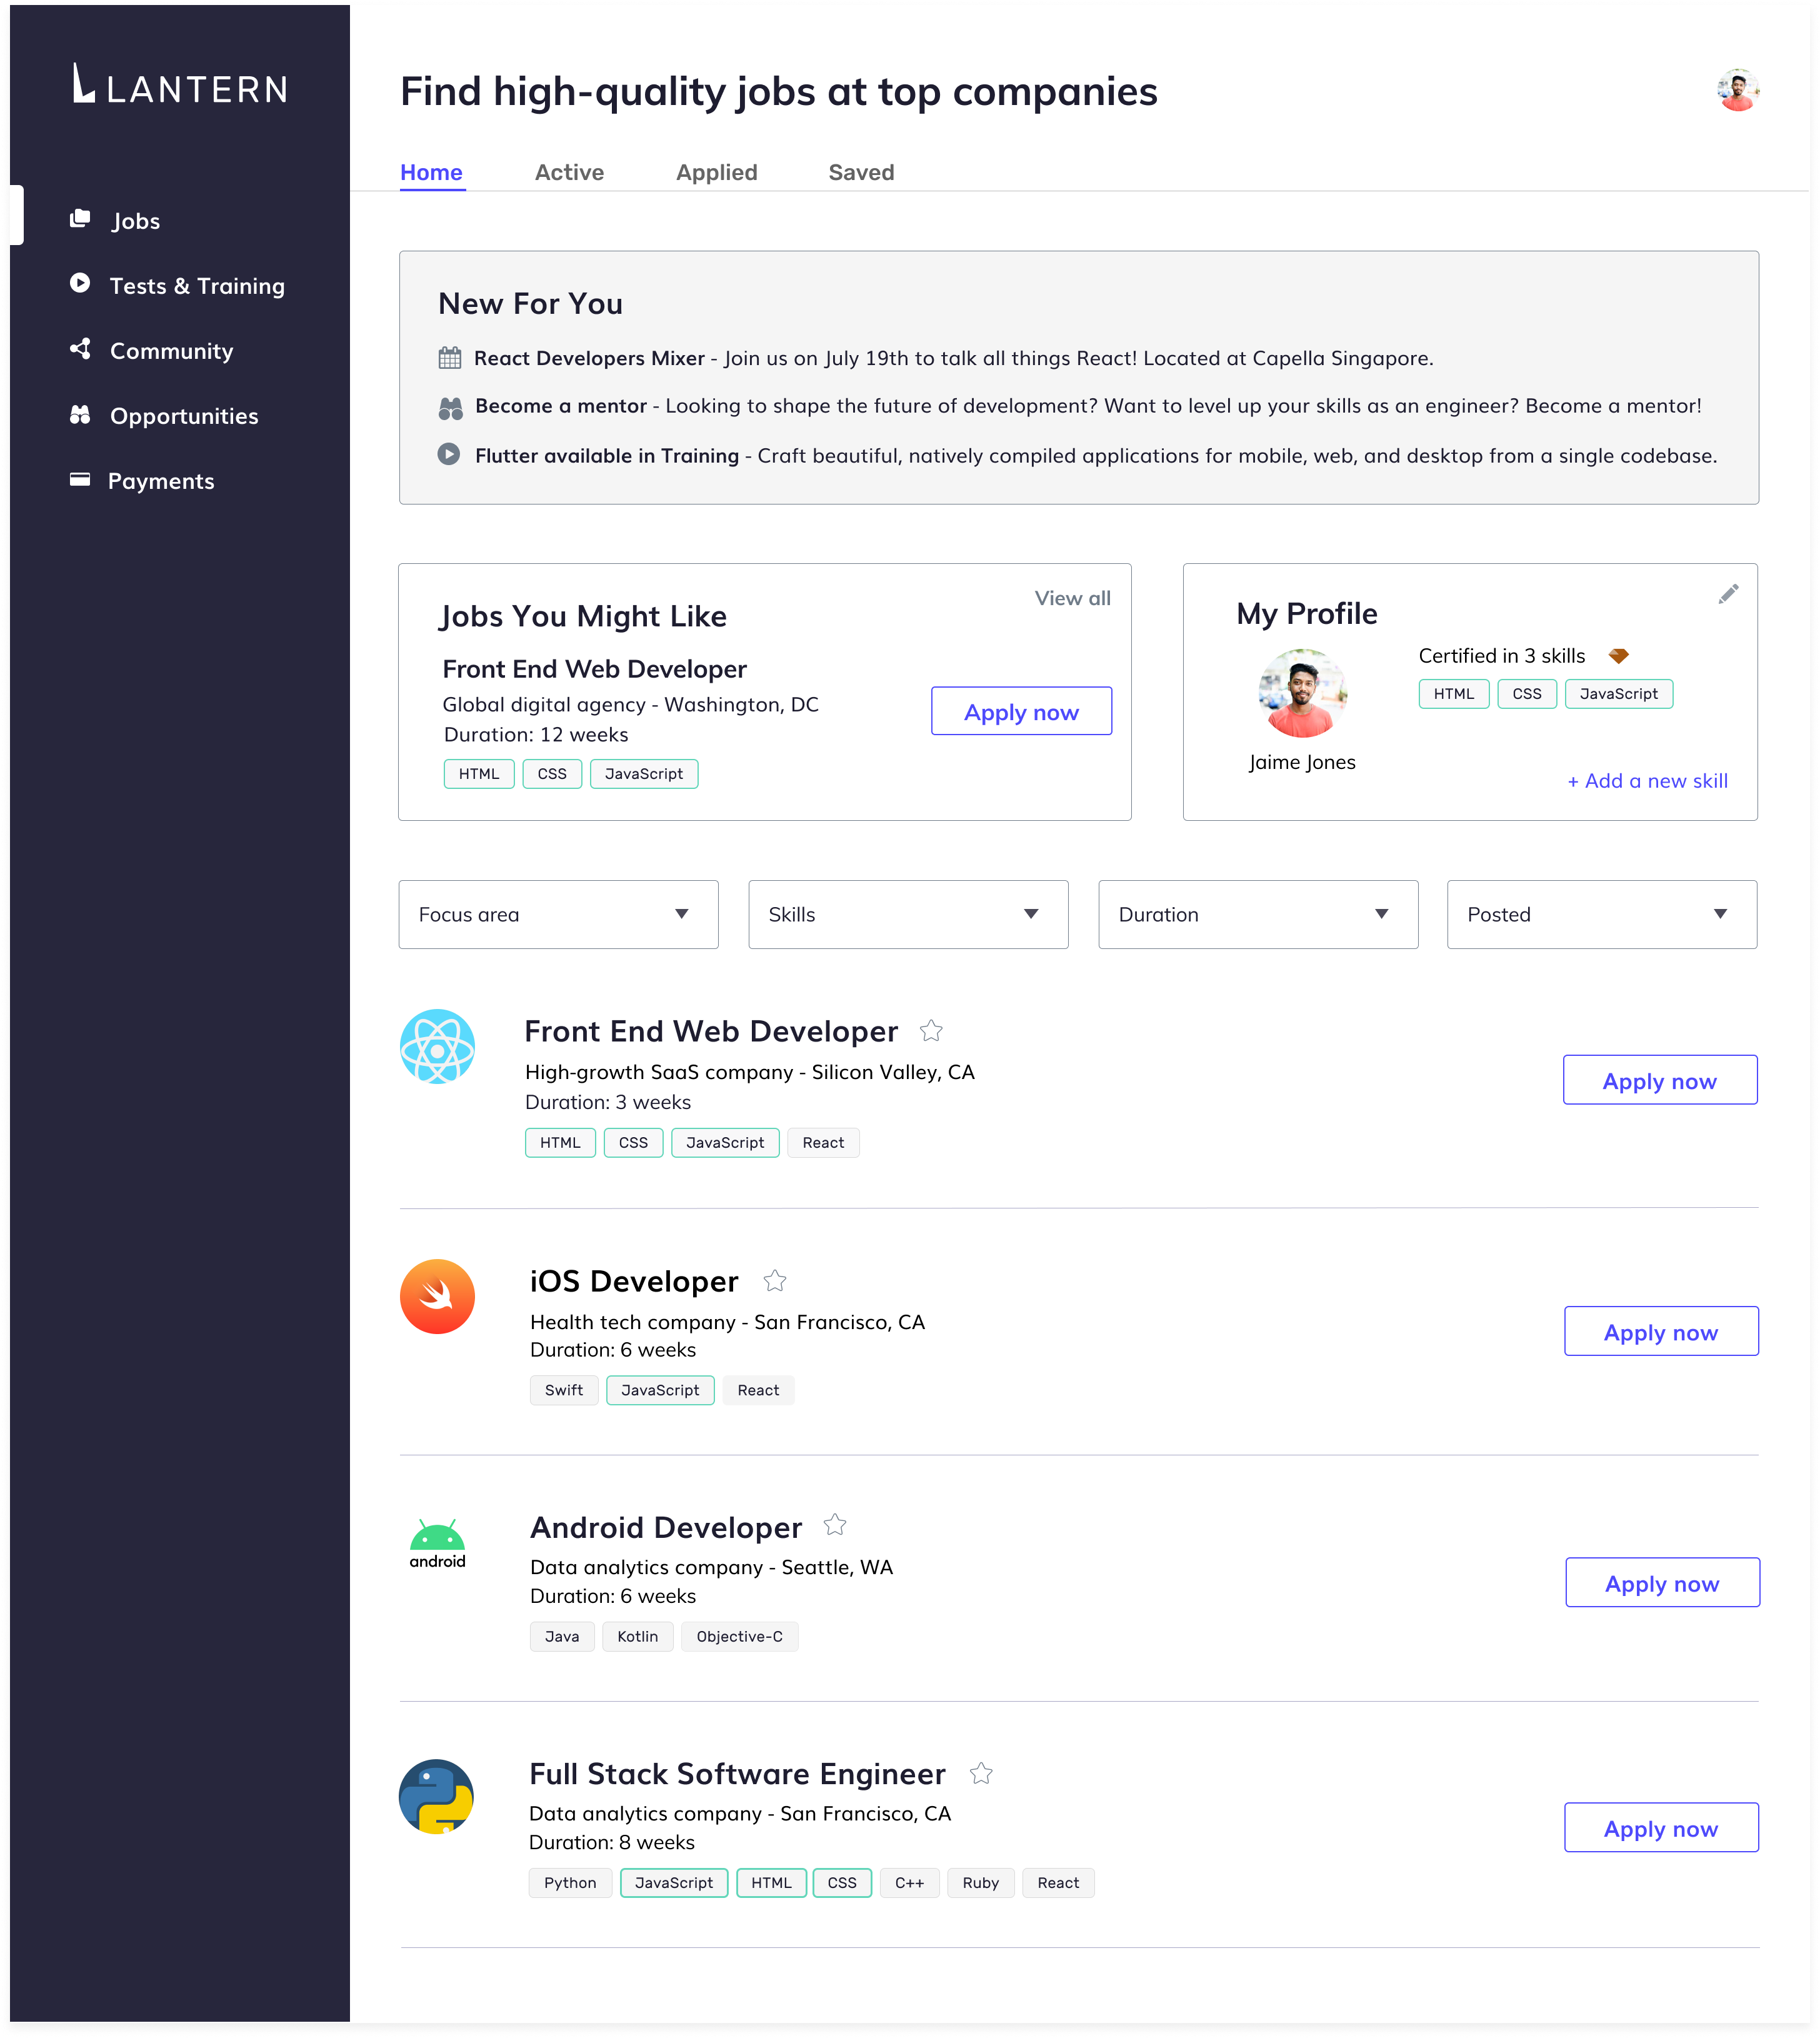 LANTERN
Jobs
Tests & Training
Community
Opportunities
Payments
Find high-quality jobs at top companies
Home Active Applied Saved
New For You
React Developers Mixer - Join us on July 19th to talk all things React! Located at Capella Singapore.
Become a mentor - Looking to shape the future of development? Want to level up your skills as an engineer? Become a mentor!
Flutter available in Training - Craft beautiful, natively compiled applications for mobile, web, and desktop from a single codebase.
View all
Jobs You Might Like
Front End Web Developer
Global digital agency - Washington, DC
Duration: 12 weeks
Apply now
HTML CSS JavaScript
My Profile
Certified in 3 skills
HTML CSS JavaScript
Jaime Jones
+ Add a new skill
Focus area Skills Duration Posted
Front End Web Developer
High-growth SaaS company - Silicon Valley, CA
Duration: 3 weeks
HTML CSS JavaScript React
Apply now
iOS Developer
Health tech company - San Francisco, CA
Duration: 6 weeks
Swift JavaScript React
Apply now
android
Android Developer
Data analytics company - Seattle, WA
Duration: 6 weeks
Java Kotlin Objective-C
Apply now
Full Stack Software Engineer
Data analytics company - San Francisco, CA
Duration: 8 weeks
Python JavaScript HTML CSS C++ Ruby React
Apply now